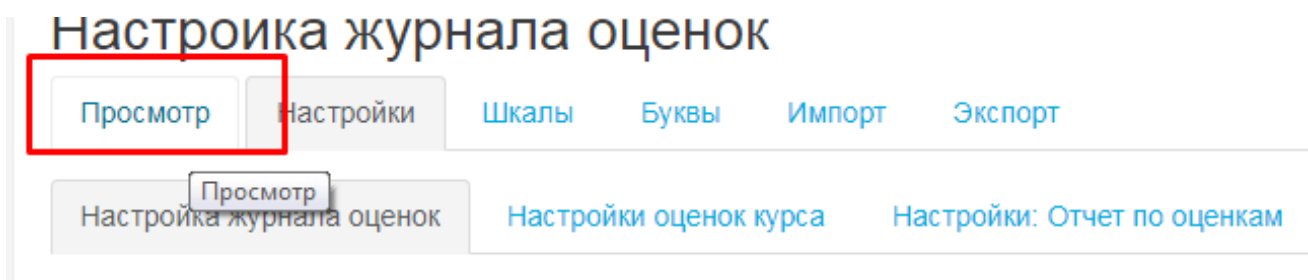 Настройка журнала оценок
Просмотр Настройки Шкалы Буквы Импорт Экспорт
Просмотр
Настройка журнала оценок Настройки оценок курса Настройки: Отчет по оценкам